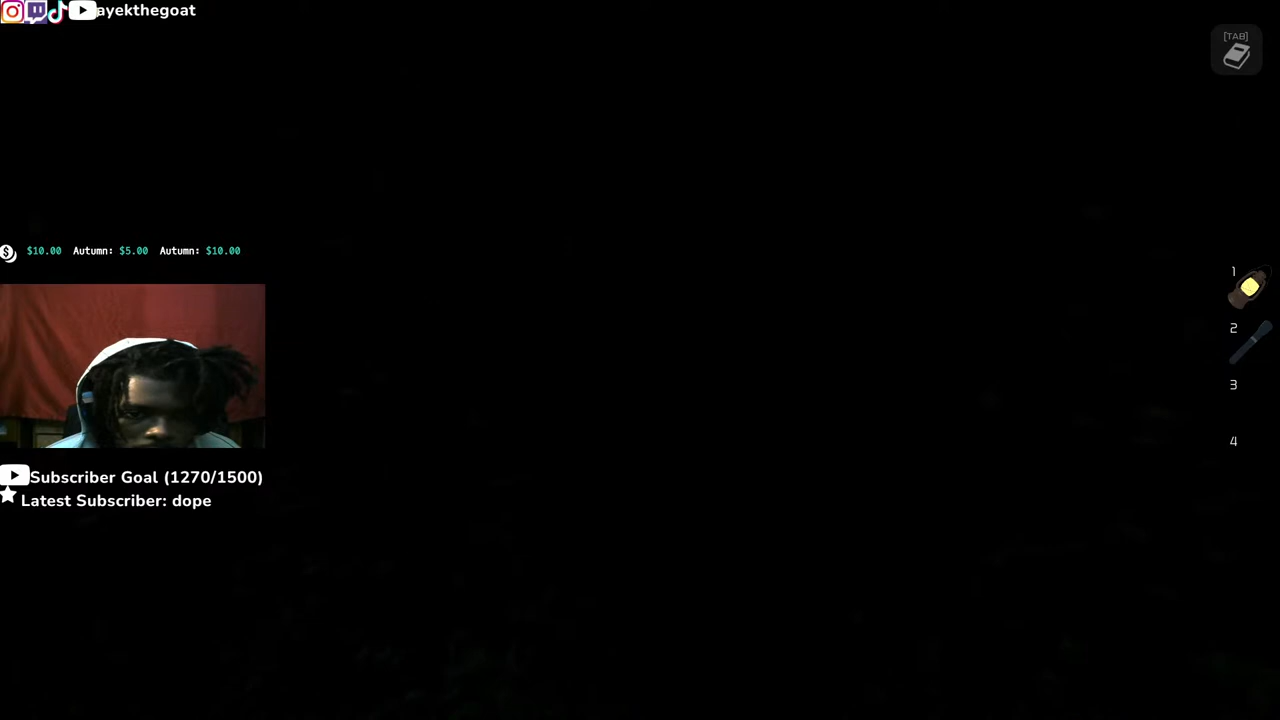 ayekthegoat
[TAB]
$10.00 Autumn: $5.00 Autumn: $10.00
1
2
3
4
Subscriber Goal (1270/1500)
Latest Subscriber: dope